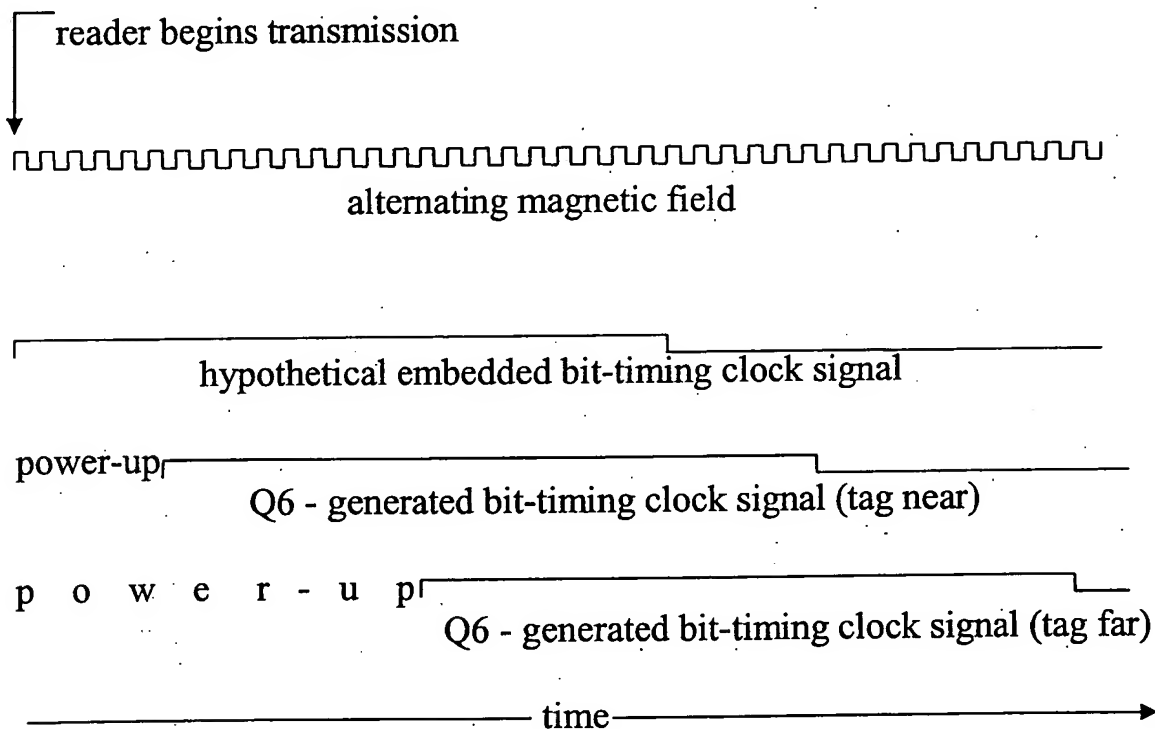 reader begins transmission
alternating magnetic field
hypothetical embedded bit-timing clock signal
power-up
Q6 - generated bit-timing clock signal (tag near)
p o w e r - u p
Q6 - generated bit-timing clock signal (tag far)
time